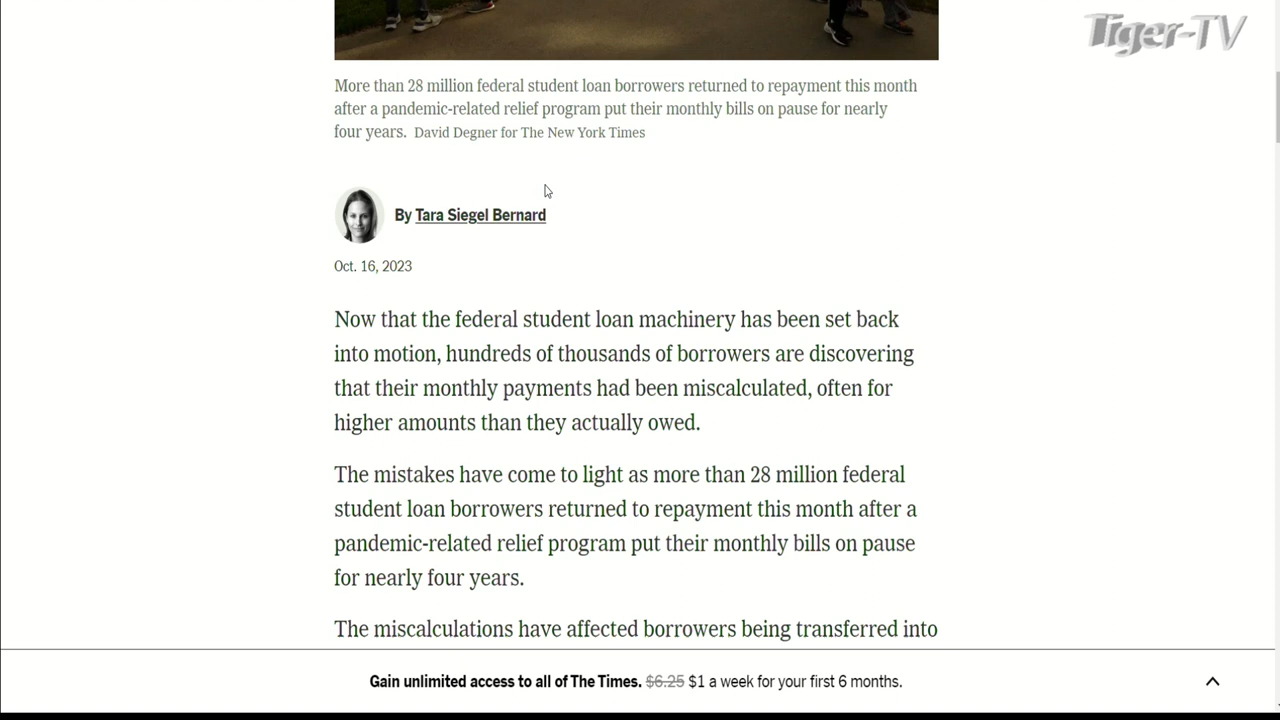 Tiger-TV
More than 28 million federal student loan borrowers returned to repayment this month
after a pandemic-related relief program put their monthly bills on pause for nearly
four years. David Degner for The New York Times
By Tara Siegel Bernard
Oct. 16, 2023
Now that the federal student loan machinery has been set back
into motion, hundreds of thousands of borrowers are discovering
that their monthly payments had been miscalculated, often for
higher amounts than they actually owed.
The mistakes have come to light as more than 28 million federal
student loan borrowers returned to repayment this month after a
pandemic-related relief program put their monthly bills on pause
for nearly four years.
The miscalculations have affected borrowers being transferred into
Gain unlimited access to all of The Times. $6.25 $1 a week for your first 6 months.